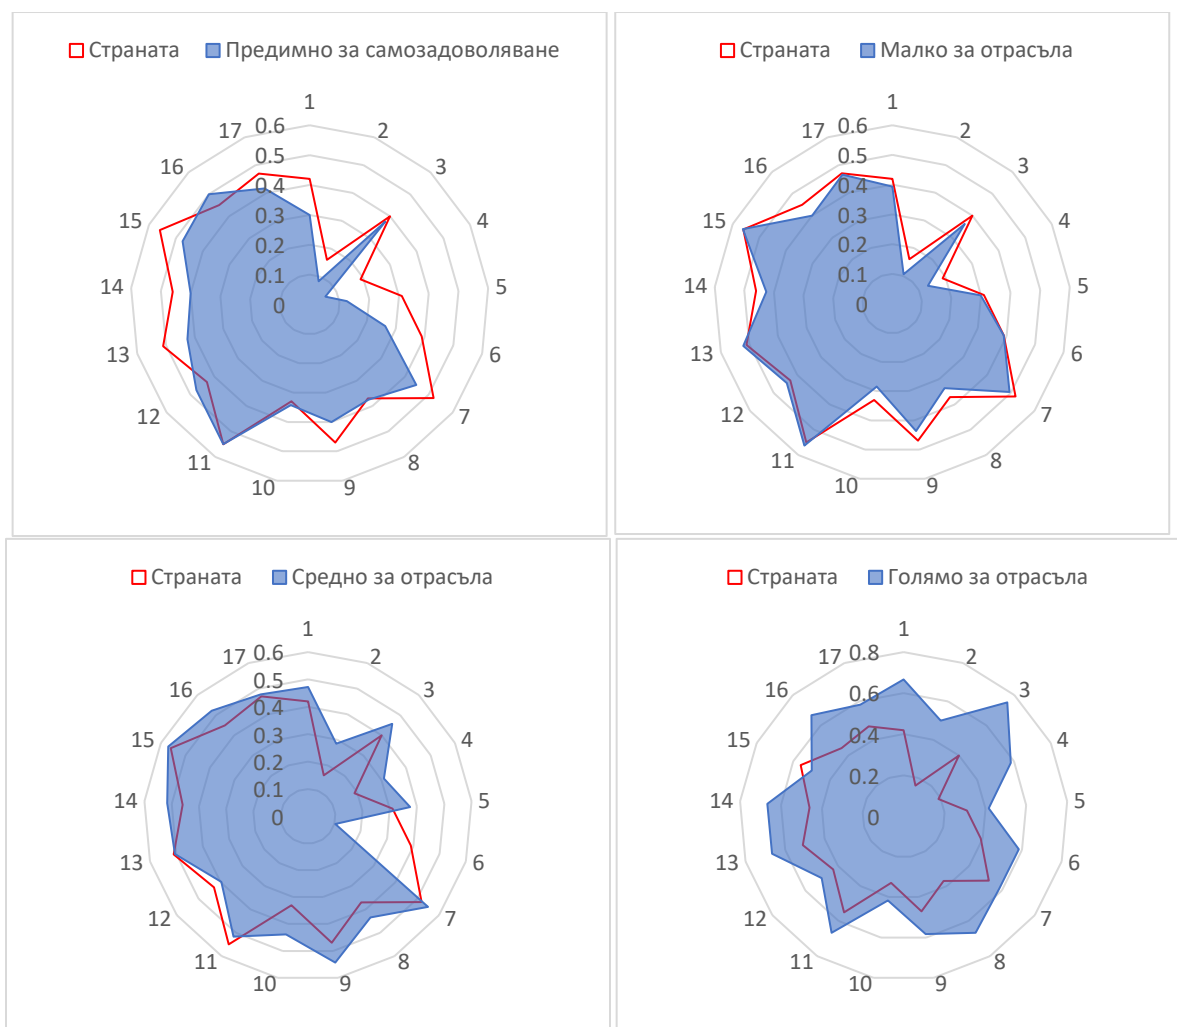 Страната Предимно за самозадоволяване
1
17 0.6 2
16 0.5 3
0.4
15 0.3 4
0.2
0.1
14 0 5
13 6
12 7
11 8
10 9
Страната Малко за отрасъла
1
17 0.6 2
16 0.5 3
0.4
15 0.3 4
0.2
0.1
14 0 5
13 6
12 7
11 8
10 9
Страната Средно за отрасъла
1
17 0.6 2
16 0.5 3
0.4
15 0.3 4
0.2
0.1
14 0 5
13 6
12 7
11 8
10 9
Страната Голямо за отрасъла
1
17 0.8 2
16 0.6 3
15 0.4 4
0.2
14 0 5
13 6
12 7
11 8
10 9